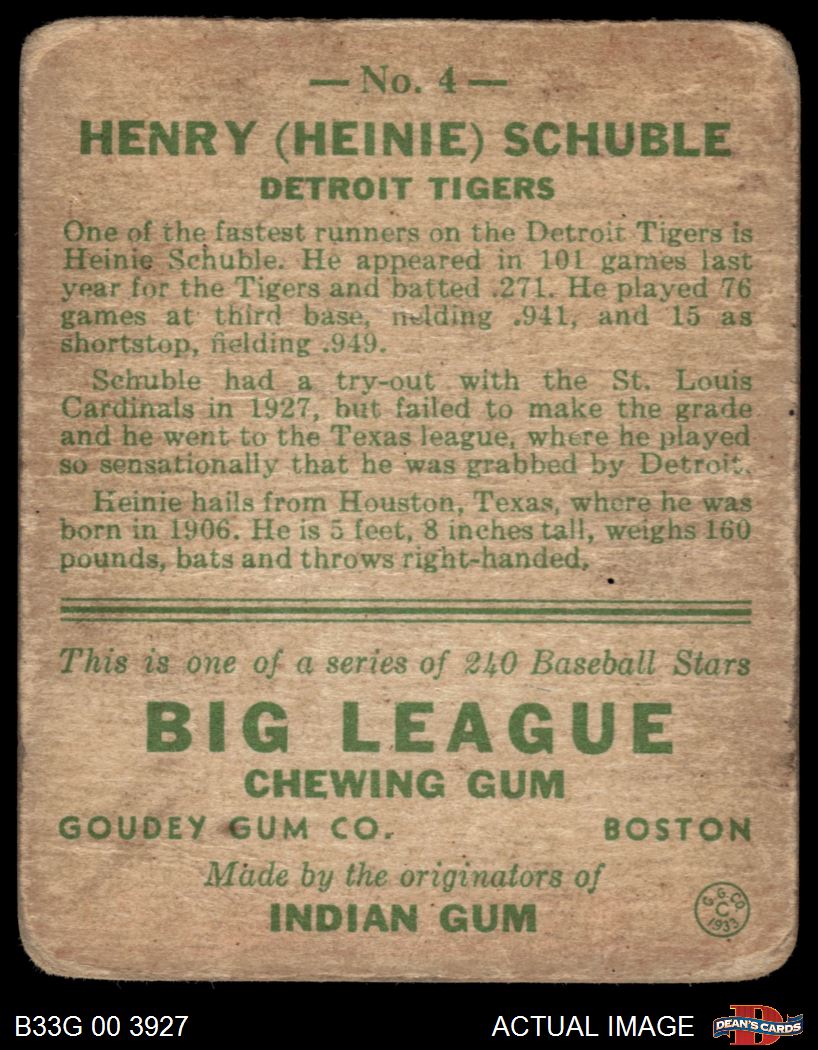 — No. 4 —
HENRY (HEINIE) SCHUBLE
DETROIT TIGERS
One of the fastest runners on the Detroit Tigers is
Heinie Schuble. He appeared in 101 games last
year for the Tigers and batted .271. He played 76
games at third base, fielding .941, and 15 as
shortstop, fielding .949.
Schuble had a try-out with the St. Louis
Cardinals in 1927, but failed to make the grade
and he went to the Texas league, where he played
so sensationally that he was grabbed by Detroit.
Heinie hails from Houston, Texas, where he was
born in 1906. He is 5 feet, 8 inches tall, weighs 160
pounds, bats and throws right-handed.
This is one of a series of 240 Baseball Stars
BIG LEAGUE
CHEWING GUM
GOUDEY GUM CO. BOSTON
Made by the originators of
INDIAN GUM
G. G. CO
C
1933
B33G 00 3927 ACTUAL IMAGE
D
DEAN'S CARDS